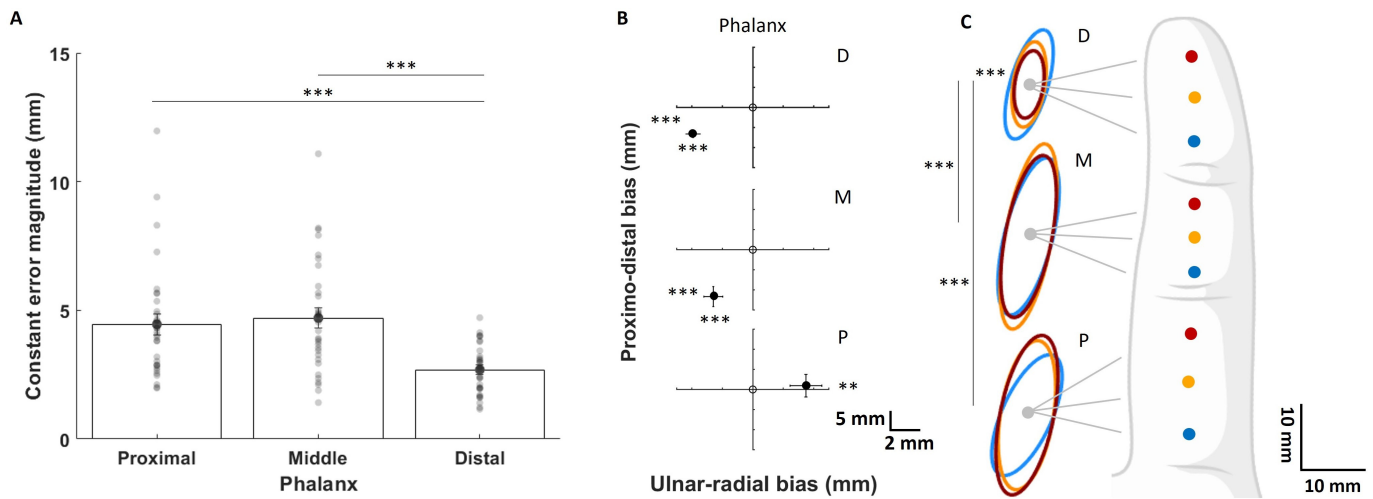 A
Constant error magnitude (mm)
15
10
5
0
***
***
Proximal Middle Distal
Phalanx
B
Phalanx
D
***
***
M
***
***
P
**
Proximo-distal bias (mm)
5 mm
2 mm
Ulnar-radial bias (mm)
C
D
***
***
M
***
P
10 mm
10 mm